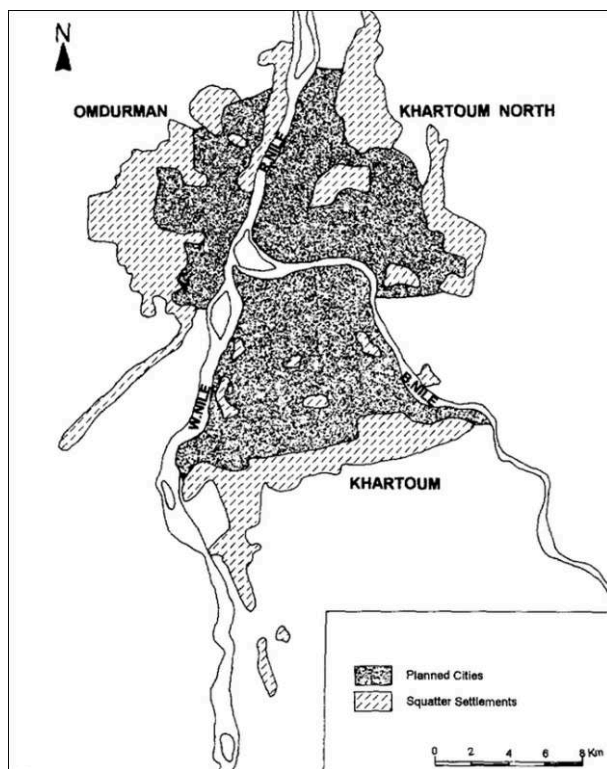 N
OMDURMAN
KHARTOUM NORTH
R.NILE
W.NILE
B.NILE
KHARTOUM
Planned Cities
Squatter Settlements
0 2 4 6 8 Km